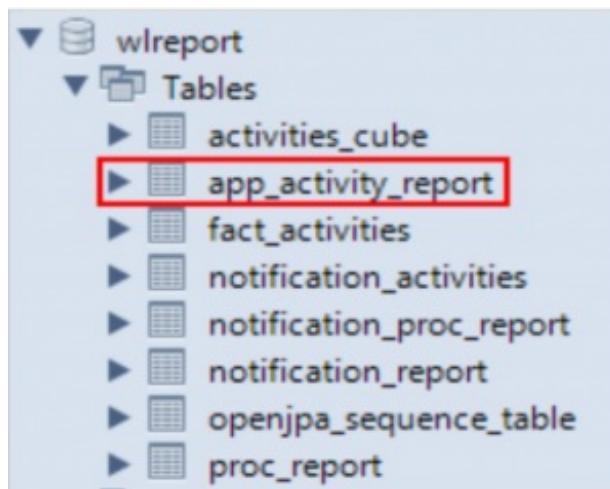 wlreport
Tables
activities_cube
app_activity_report
fact_activities
notification_activities
notification_proc_report
notification_report
openjpa_sequence_table
proc_report